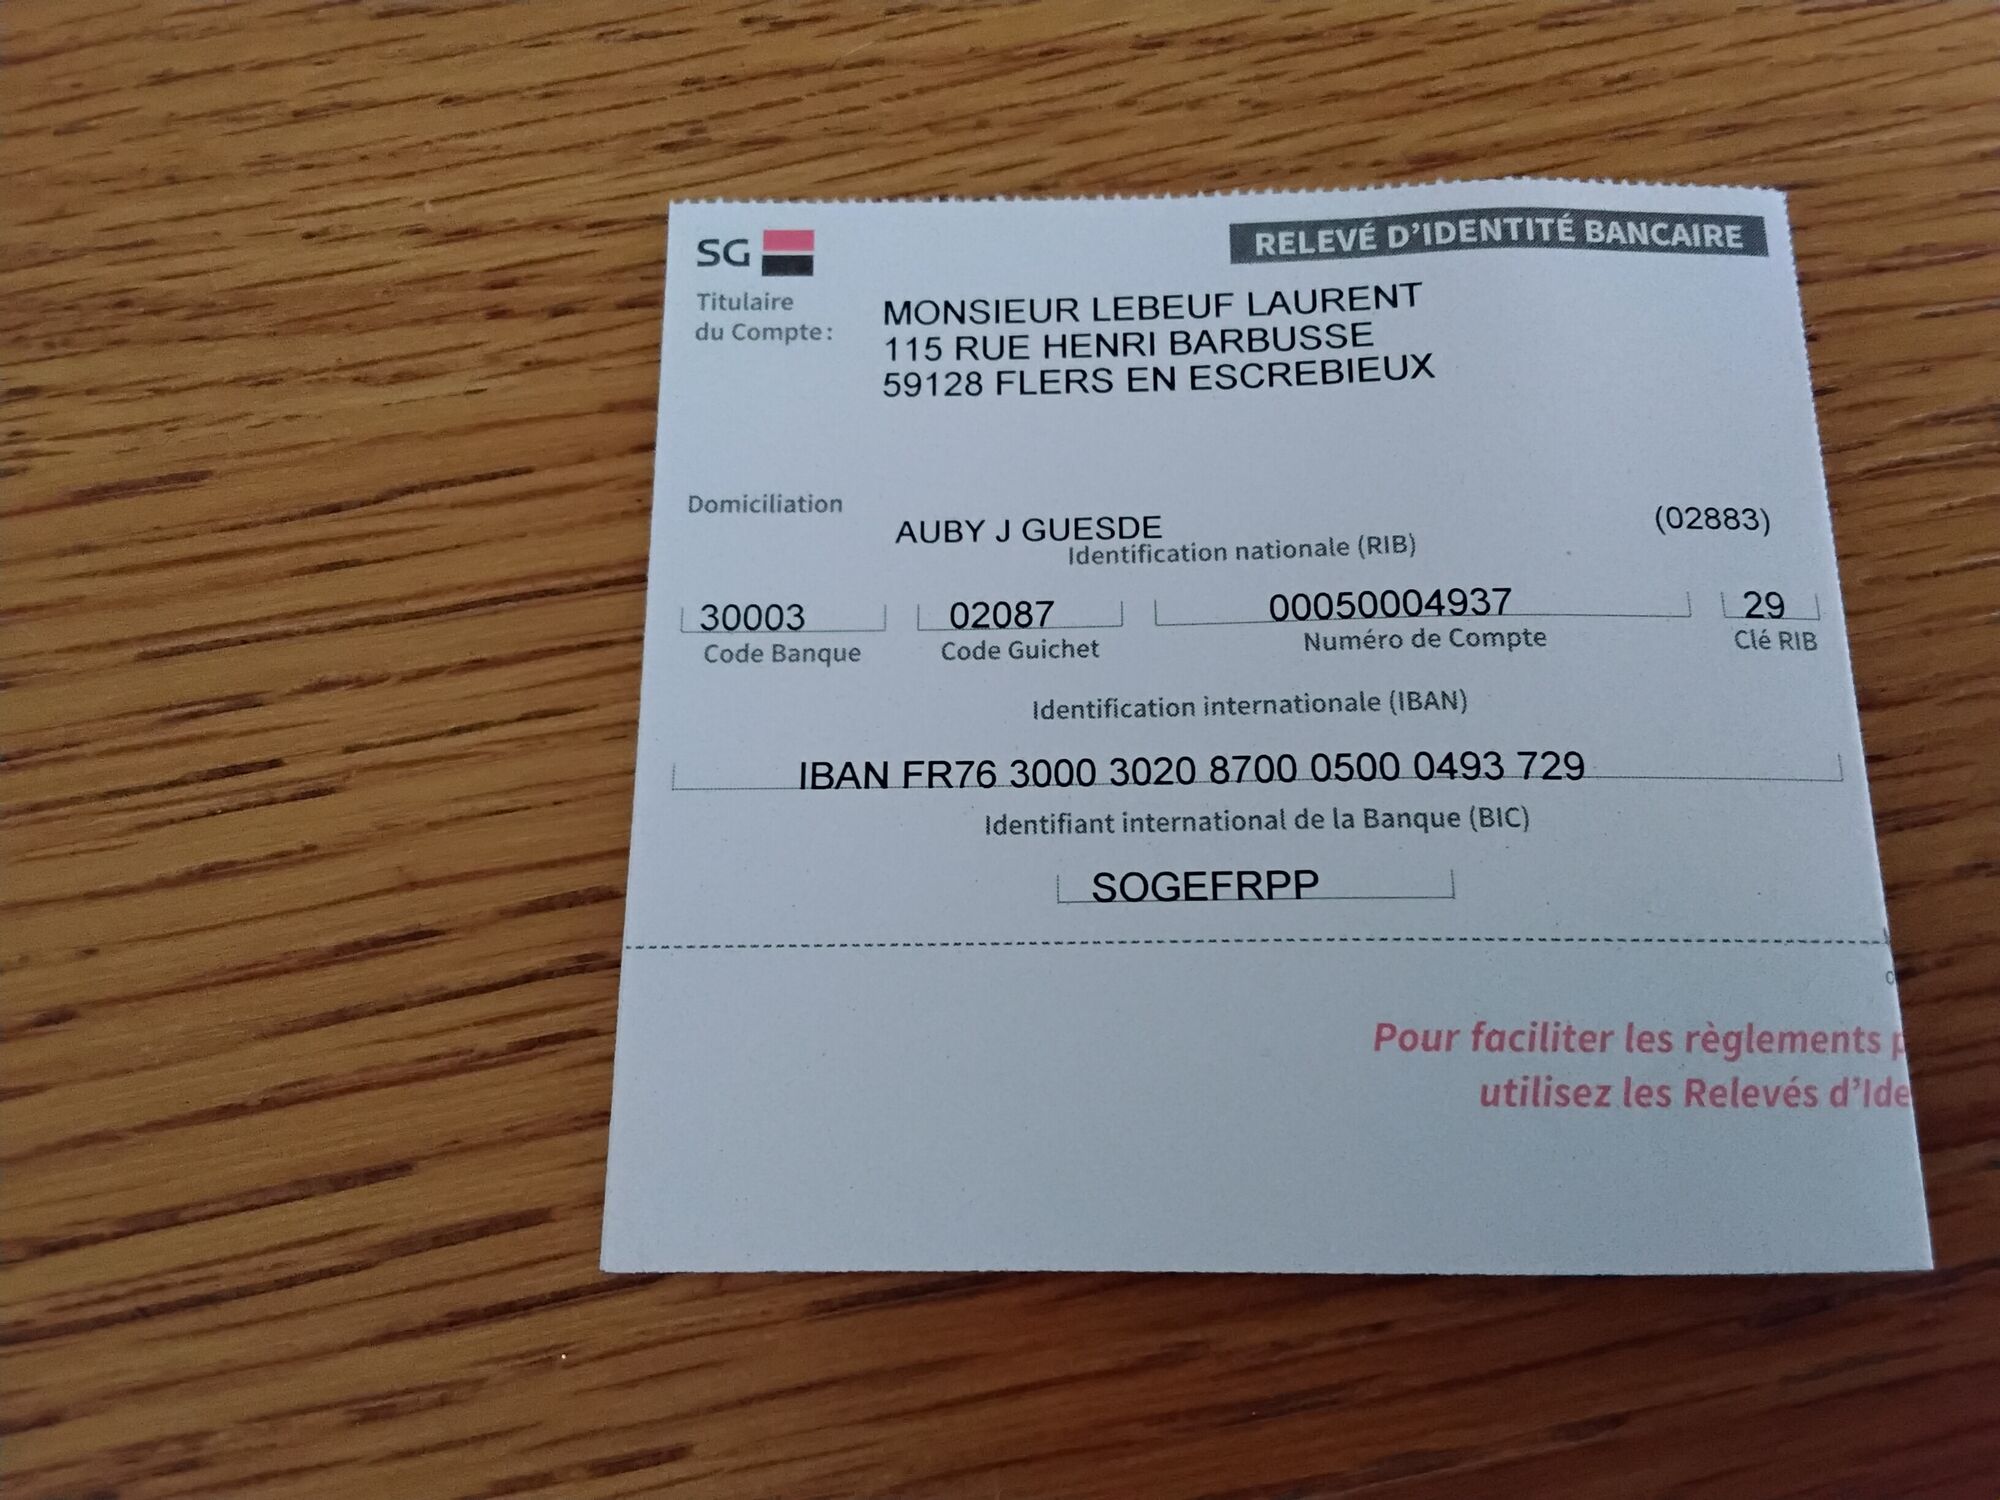 SG
RELEVÉ D'IDENTITÉ BANCAIRE
Titulaire
du Compte :
MONSIEUR LEBEUF LAURENT
115 RUE HENRI BARBUSSE
59128 FLERS EN ESCREBIEUX
Domiciliation
AUBY J GUESDE
(02883)
Identification nationale (RIB)
30003 02087 00050004937 29
Code Banque Code Guichet Numéro de Compte Clé RIB
Identification internationale (IBAN)
IBAN FR76 3000 3020 8700 0500 0493 729
Identifiant international de la Banque (BIC)
SOGEFRPP
Pour faciliter les règlements
utilisez les Relevés d'Ide